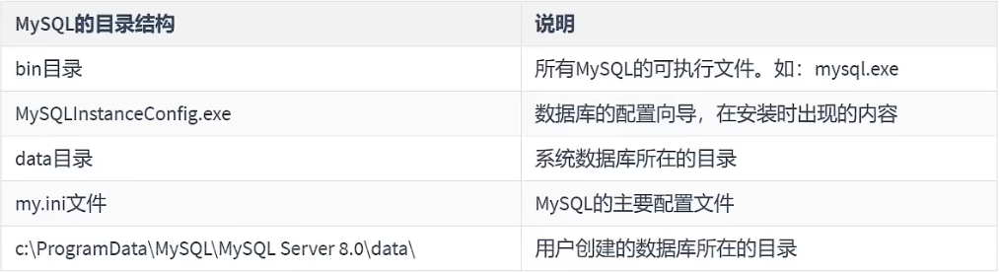 MySQL的目录结构 说明
bin目录 所有MySQL的可执行文件。如：mysql.exe
MySQLInstanceConfig.exe 数据库的配置向导，在安装时出现的内容
data目录 系统数据库所在的目录
my.ini文件 MySQL的主要配置文件
c:\ProgramData\MySQL\MySQL Server 8.0\data\ 用户创建的数据库所在的目录